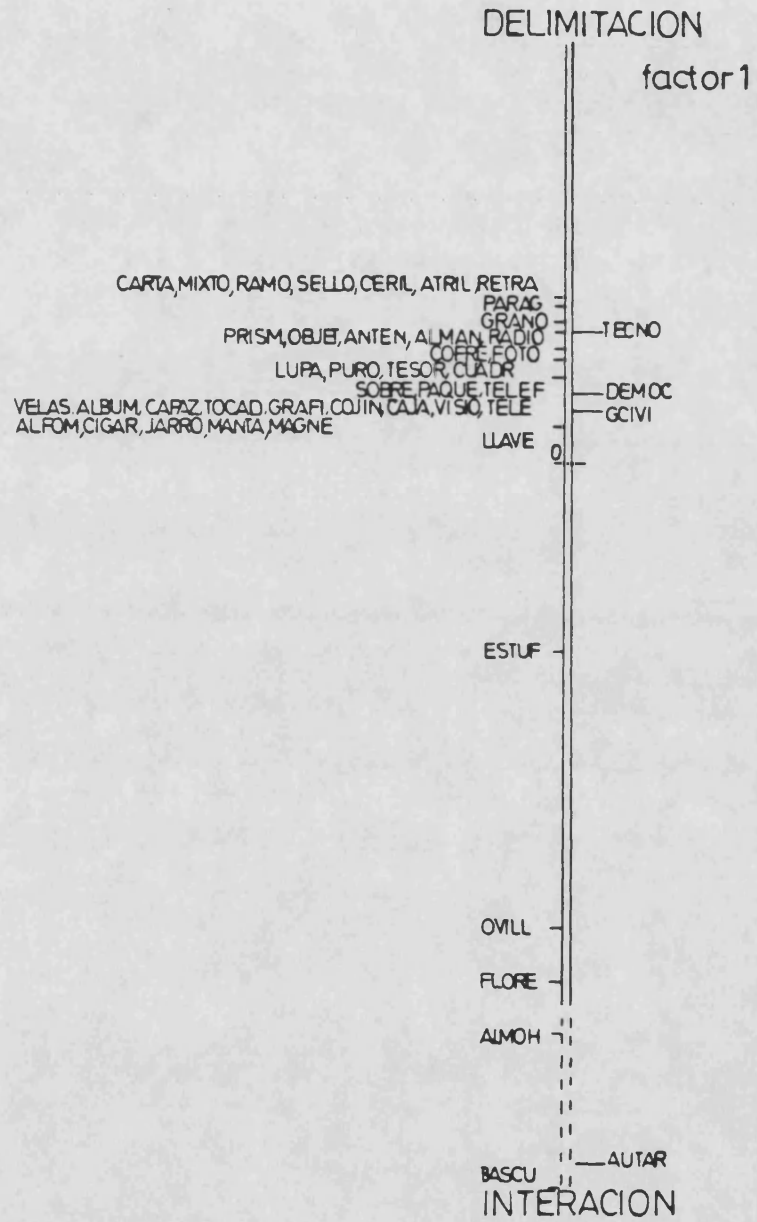 DELIMITACION
factor 1
CARTA,MIXTO,RAMO,SELLO,CERIL,ATRIL,RETRA
PARAG
GRANO
TECNO
PRISM,OBJET,ANTEN,ALMAN,RADIO
COFRE,FOTO
LUPA,PURO,TESOR,CUADR
SOBRE,PAQUE,TELEF
DEMOC
VELAS.ALBUM,CAPAZ,TOCAD.GRAFI.COJIN,CAJA,VISIO,TELE
GCIVI
ALFOM,CIGAR,JARRO,MANTA,MAGNE
LLAVE
0
ESTUF
OVILL
FLORE
ALMOH
AUTAR
BASCU
INTERACION